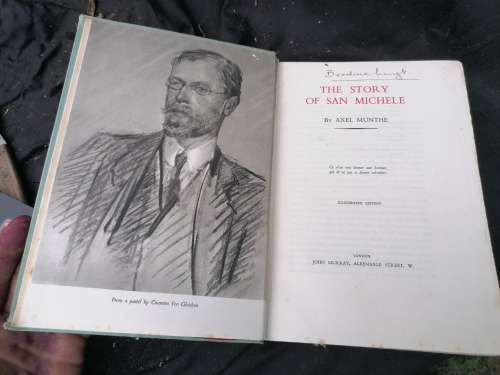 From a pastel by Countess Feo Gleichen
THE STORY
OF SAN MICHELE
By AXEL MUNTHE
ILLUSTRATED EDITION
LONDON
JOHN MURRAY, ALBEMARLE STREET, W.